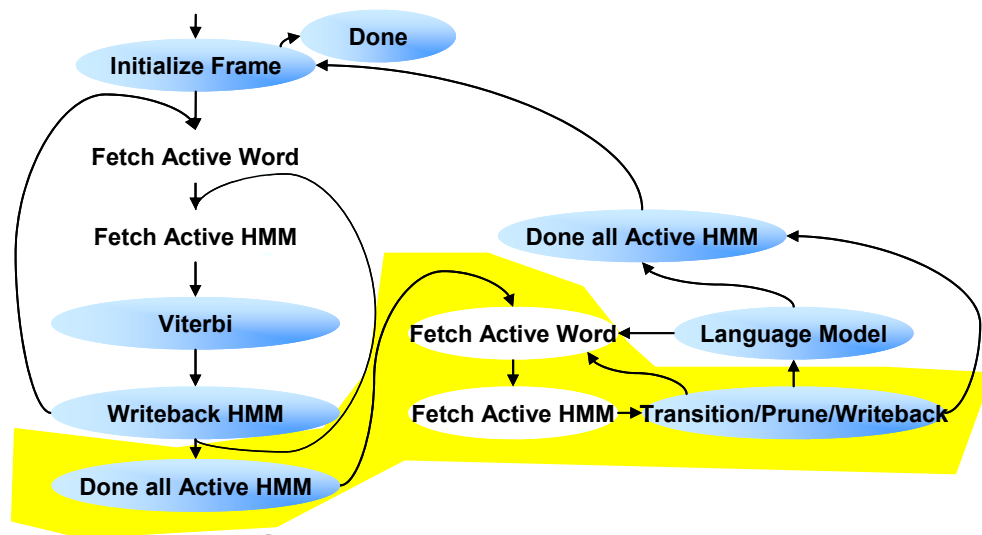 Done
Initialize Frame
Fetch Active Word
Fetch Active HMM
Viterbi
Writeback HMM
Done all Active HMM
Done all Active HMM
Fetch Active Word
Language Model
Fetch Active HMM
Transition/Prune/Writeback